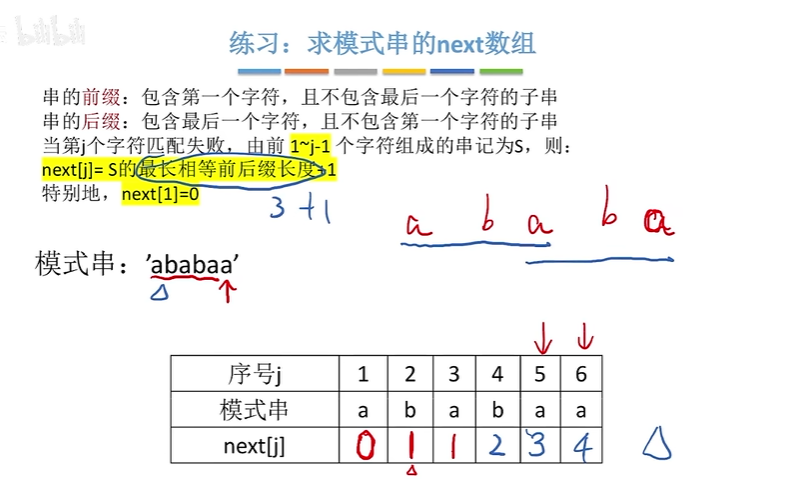 bilibili
练习：求模式串的next数组
串的前缀：包含第一个字符，且不包含最后一个字符的子串
串的后缀：包含最后一个字符，且不包含第一个字符的子串
当第j个字符匹配失败，由前 1~j-1 个字符组成的串记为S，则：
next[j]= S的最长相等前后缀长度+1
特别地，next[1]=0
3+1
a b a b a
模式串：’ababaa’
序号j 1 2 3 4 5 6
模式串 a b a b a a
next[j] 0 1 1 2 3 4